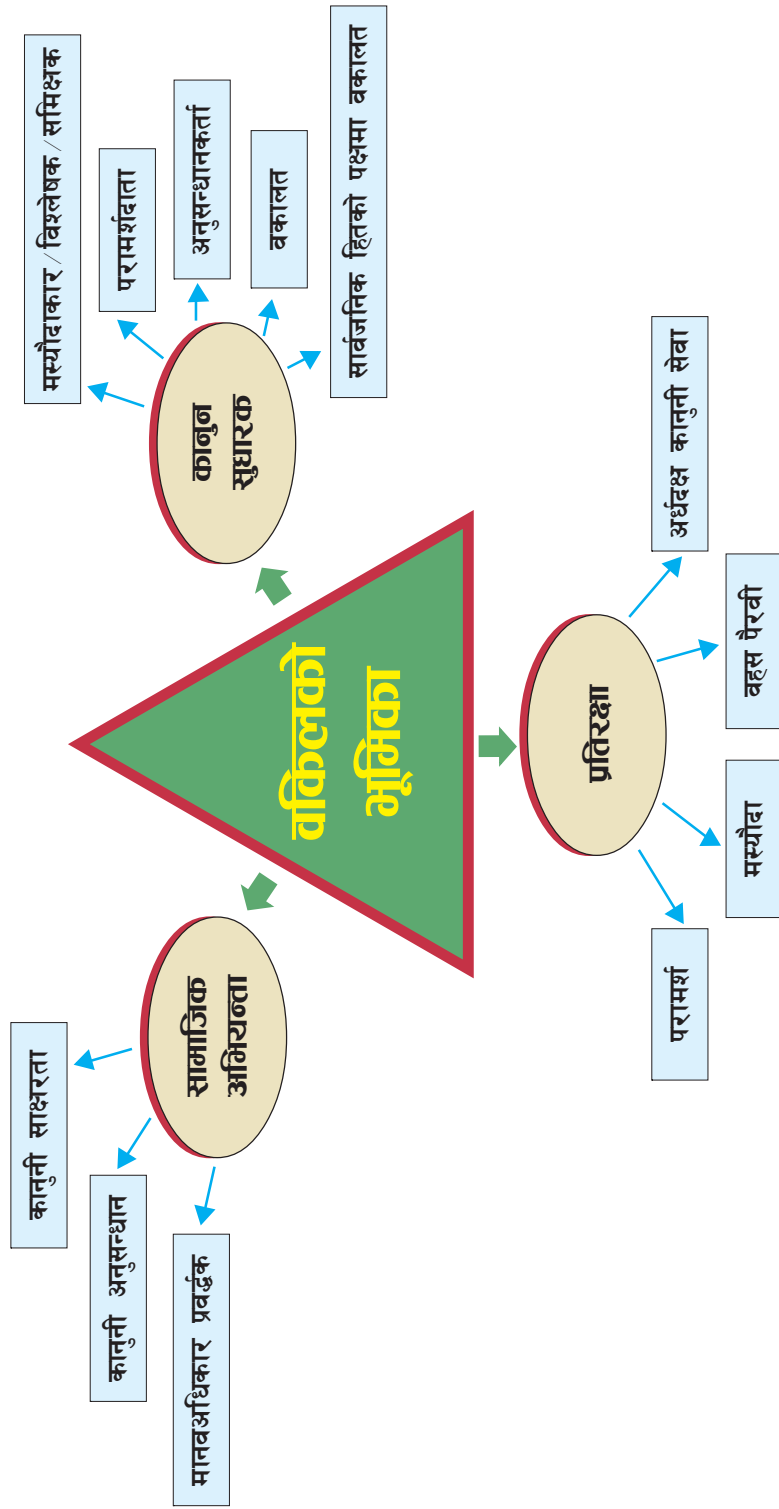 वकिलको
भूमिका
सामाजिक
अभियन्ता
कानुनी साक्षरता
कानुनी अनुसन्धान
मानवअधिकार प्रवर्द्धक
कानुन
सुधारक
मस्यौदाकार/विश्लेषक/समिक्षक
परामर्शदाता
अनुसन्धानकर्ता
वकालत
सार्वजनिक हितको पक्षमा वकालत
प्रतिरक्षा
परामर्श
मस्यौदा
वहस पैरवी
अर्धदक्ष कानुनी सेवा